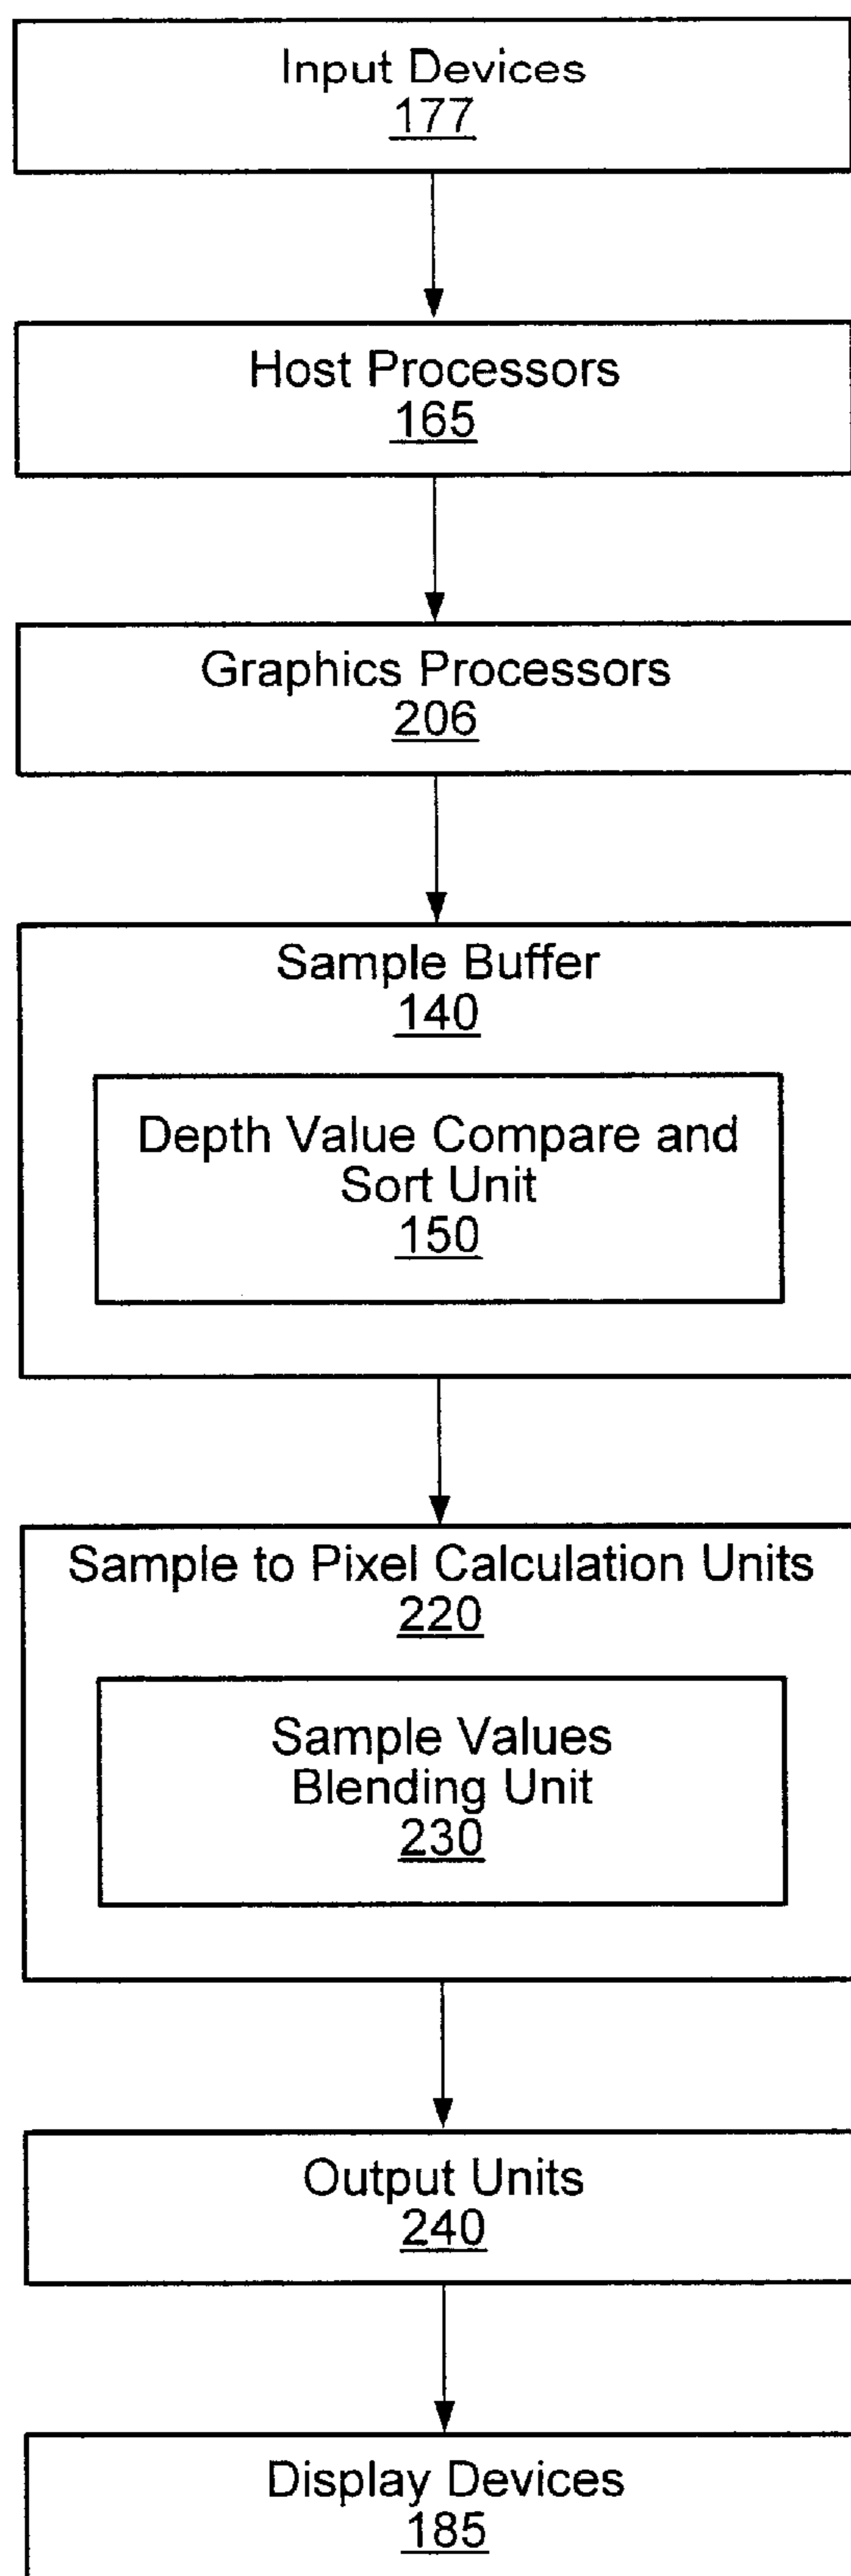 Input Devices
177
Host Processors
165
Graphics Processors
206
Sample Buffer
140
Depth Value Compare and
Sort Unit
150
Sample to Pixel Calculation Units
220
Sample Values
Blending Unit
230
Output Units
240
Display Devices
185